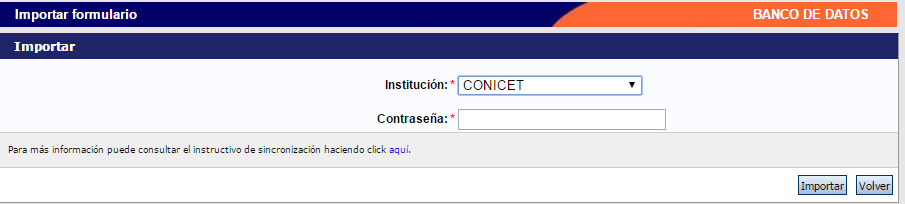 Importar formulario
BANCO DE DATOS
Importar
Institución:* CONICET
Contraseña:*
Para más información puede consultar el instructivo de sincronización haciendo click aquí.
Importar Volver